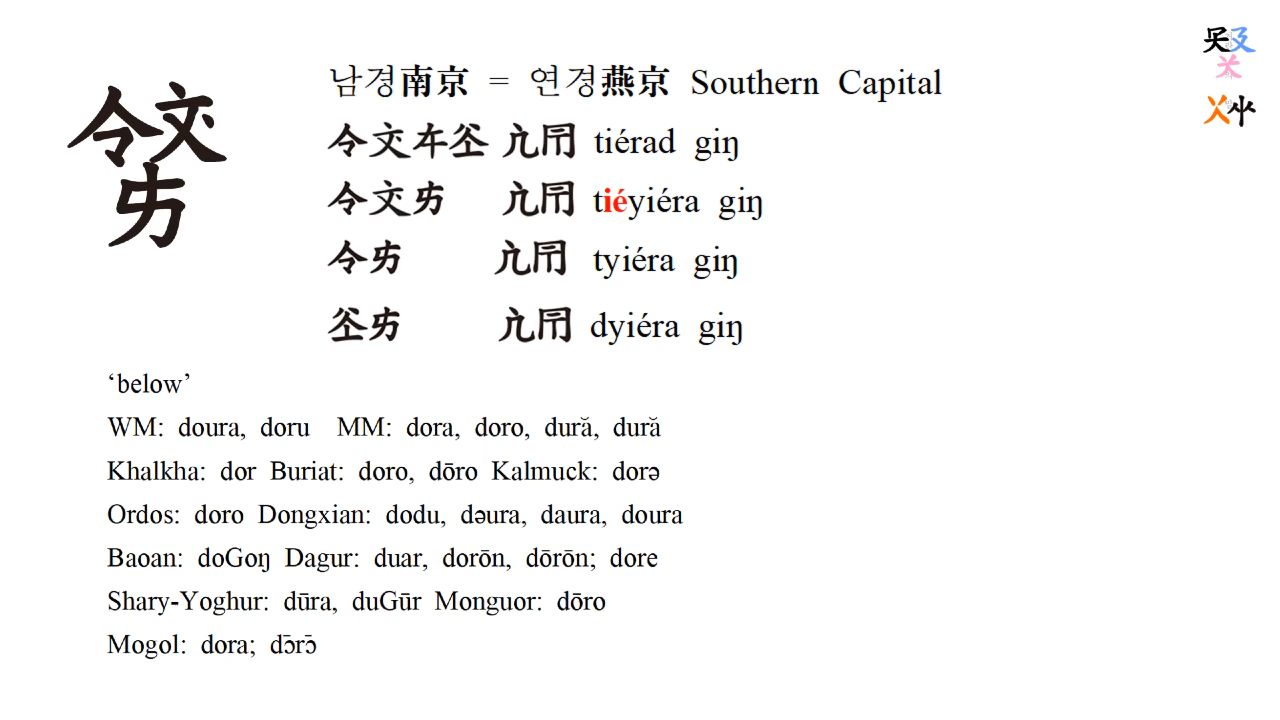 남경南京 = 연경燕京 Southern Capital
tiérad giŋ
tiéyiéra giŋ
tyiéra giŋ
dyiéra giŋ
‘below’
WM: doura, doru MM: dora, doro, dură, dură
Khalkha: dor Buriat: doro, dōro Kalmuck: dorə
Ordos: doro Dongxian: dodu, dəura, daura, doura
Baoan: doGoŋ Dagur: duar, dorōn, dōrōn; dore
Shary-Yoghur: dūra, duGūr Monguor: dōro
Mogol: dora; dɔ̄rɔ̄